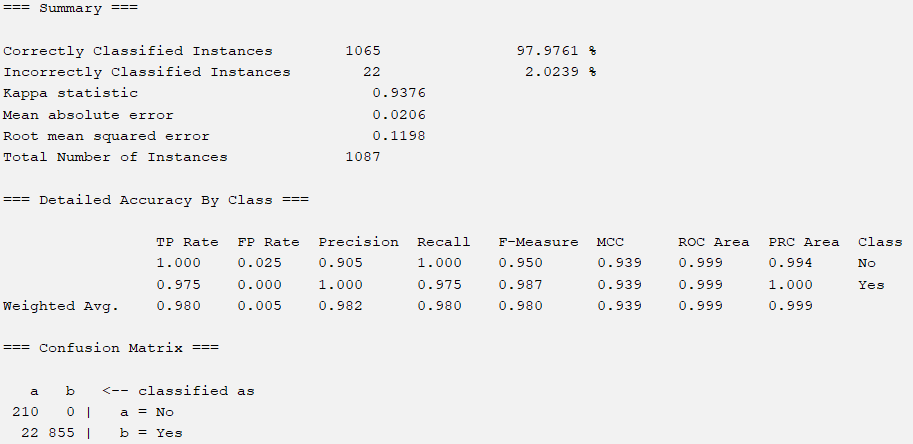 === Summary ===
Correctly Classified Instances 1065 97.9761 %
Incorrectly Classified Instances 22 2.0239 %
Kappa statistic 0.9376
Mean absolute error 0.0206
Root mean squared error 0.1198
Total Number of Instances 1087
=== Detailed Accuracy By Class ===
TP Rate FP Rate Precision Recall F-Measure MCC ROC Area PRC Area Class
1.000 0.025 0.905 1.000 0.950 0.939 0.999 0.994 No
0.975 0.000 1.000 0.975 0.987 0.939 0.999 1.000 Yes
Weighted Avg. 0.980 0.005 0.982 0.980 0.980 0.939 0.999 0.999
=== Confusion Matrix ===
a b <-- classified as
210 0 | a = No
22 855 | b = Yes